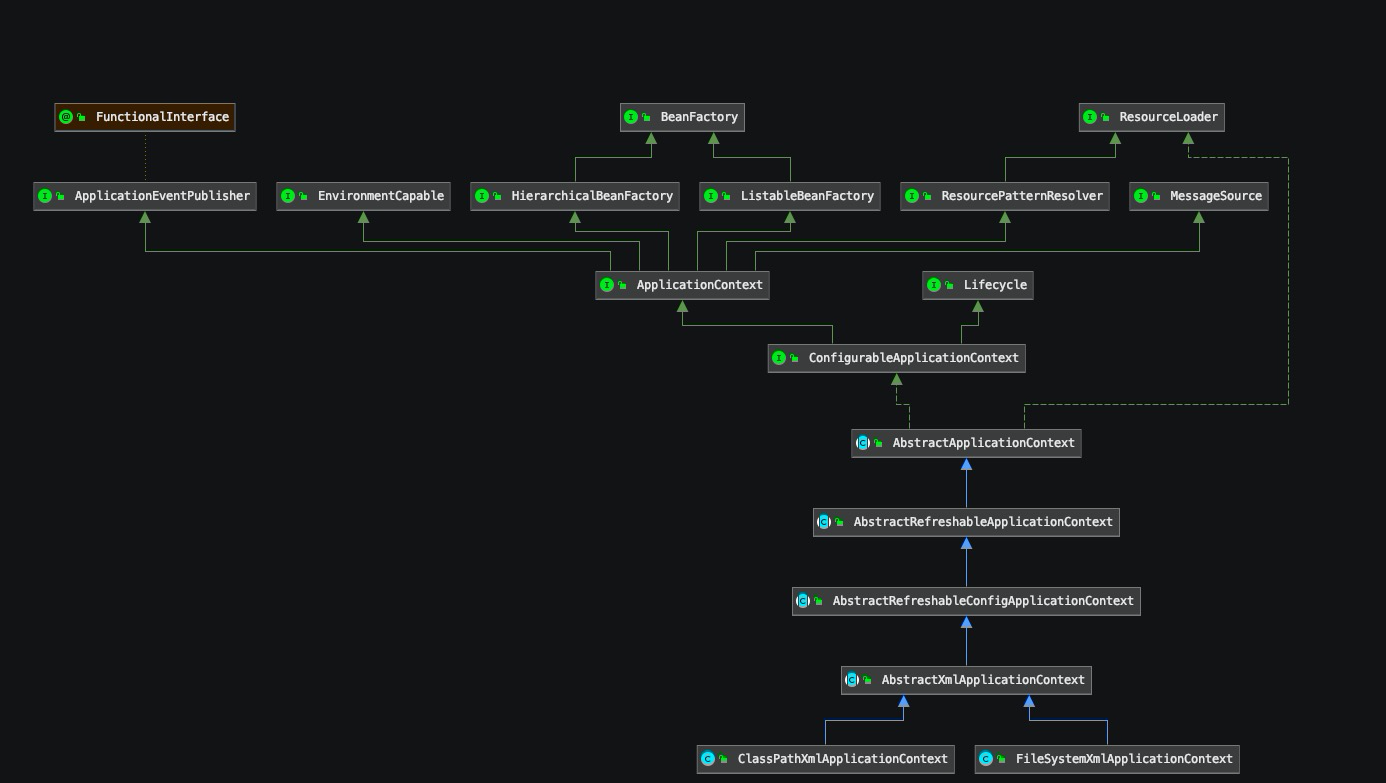 FunctionalInterface
BeanFactory
ResourceLoader
ApplicationEventPublisher
EnvironmentCapable
HierarchicalBeanFactory
ListableBeanFactory
ResourcePatternResolver
MessageSource
ApplicationContext
Lifecycle
ConfigurableApplicationContext
AbstractApplicationContext
AbstractRefreshableApplicationContext
AbstractRefreshableConfigApplicationContext
AbstractXmlApplicationContext
ClassPathXmlApplicationContext
FileSystemXmlApplicationContext